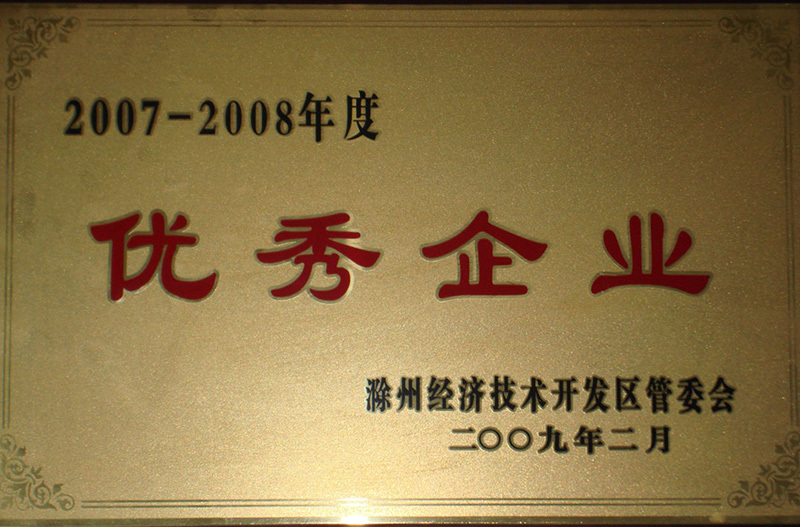 2007-2008年度
优秀企业
滁州经济技术开发区管委会
二〇〇九年二月